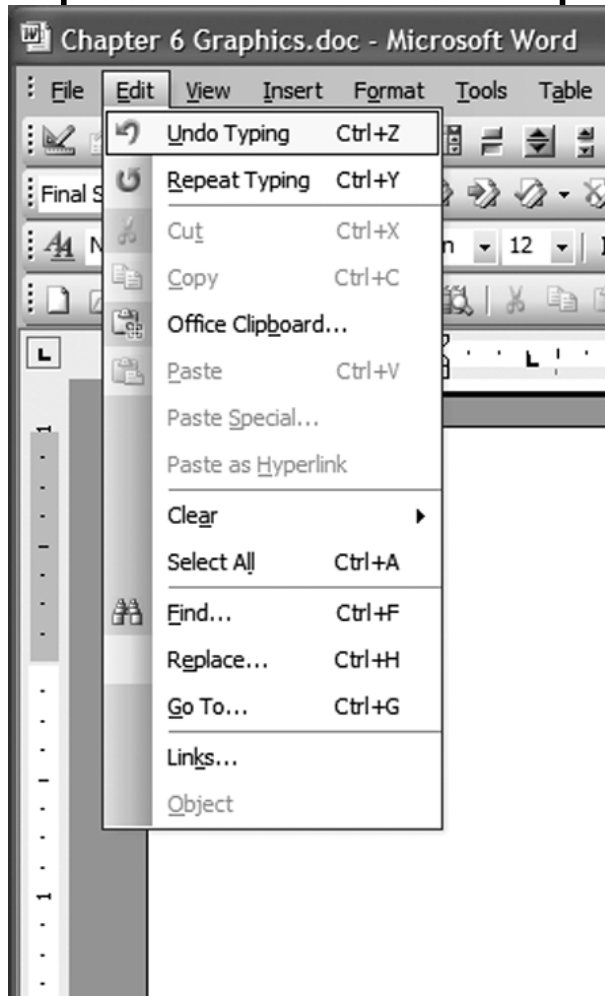 Chapter 6 Graphics.doc - Microsoft Word
File Edit View Insert Format Tools Table
Undo Typing Ctrl+Z
Repeat Typing Ctrl+Y
Final S
Cut Ctrl+X
12
Copy Ctrl+C
Office Clipboard...
Paste Ctrl+V
Paste Special...
Paste as Hyperlink
Clear
Select All Ctrl+A
Find... Ctrl+F
Replace... Ctrl+H
Go To... Ctrl+G
Links...
Object
1
1